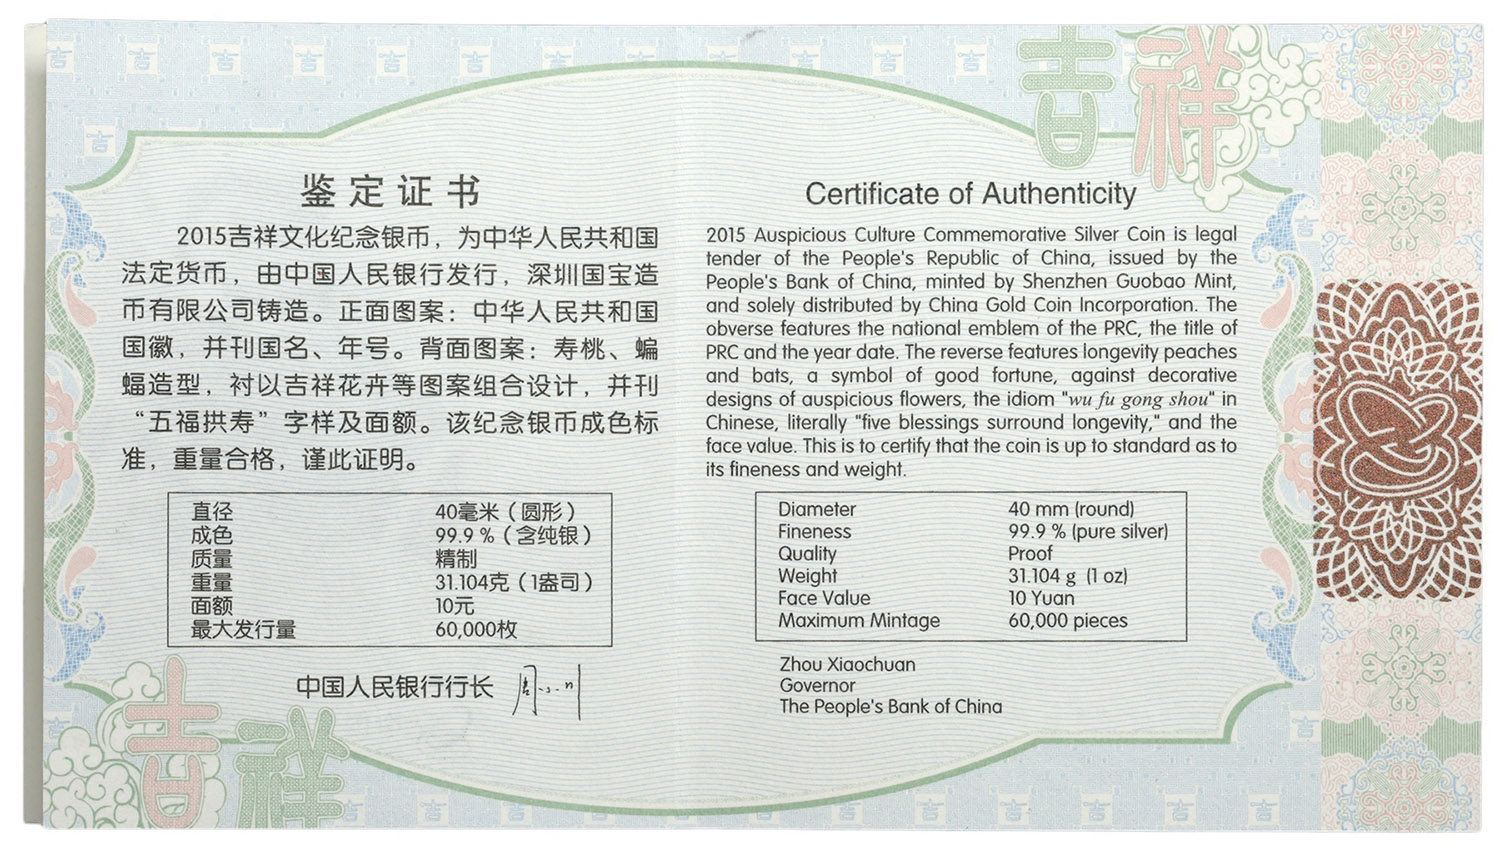 吉祥
鉴定证书
2015吉祥文化纪念银币，为中华人民共和国
法定货币，由中国人民银行发行，深圳国宝造
币有限公司铸造。正面图案：中华人民共和国
国徽，并刊国名、年号。背面图案：寿桃、蝙
蝠造型，衬以吉祥花卉等图案组合设计，并刊
“五福拱寿”字样及面额。该纪念银币成色标
准，重量合格，谨此证明。
直径 40毫米（圆形）
成色 99.9 %（含纯银）
质量 精制
重量 31.104克（1盎司）
面额 10元
最大发行量 60,000枚
中国人民银行行长
吉祥
Certificate of Authenticity
2015 Auspicious Culture Commemorative Silver Coin is legal
tender of the People's Republic of China, issued by the
People's Bank of China, minted by Shenzhen Guobao Mint,
and solely distributed by China Gold Coin Incorporation. The
obverse features the national emblem of the PRC, the title of
PRC and the year date. The reverse features longevity peaches
and bats, a symbol of good fortune, against decorative
designs of auspicious flowers, the idiom "wu fu gong shou" in
Chinese, literally "five blessings surround longevity," and the
face value. This is to certify that the coin is up to standard as to
its fineness and weight.
Diameter 40 mm (round)
Fineness 99.9 % (pure silver)
Quality Proof
Weight 31.104 g (1 oz)
Face Value 10 Yuan
Maximum Mintage 60,000 pieces
Zhou Xiaochuan
Governor
The People's Bank of China